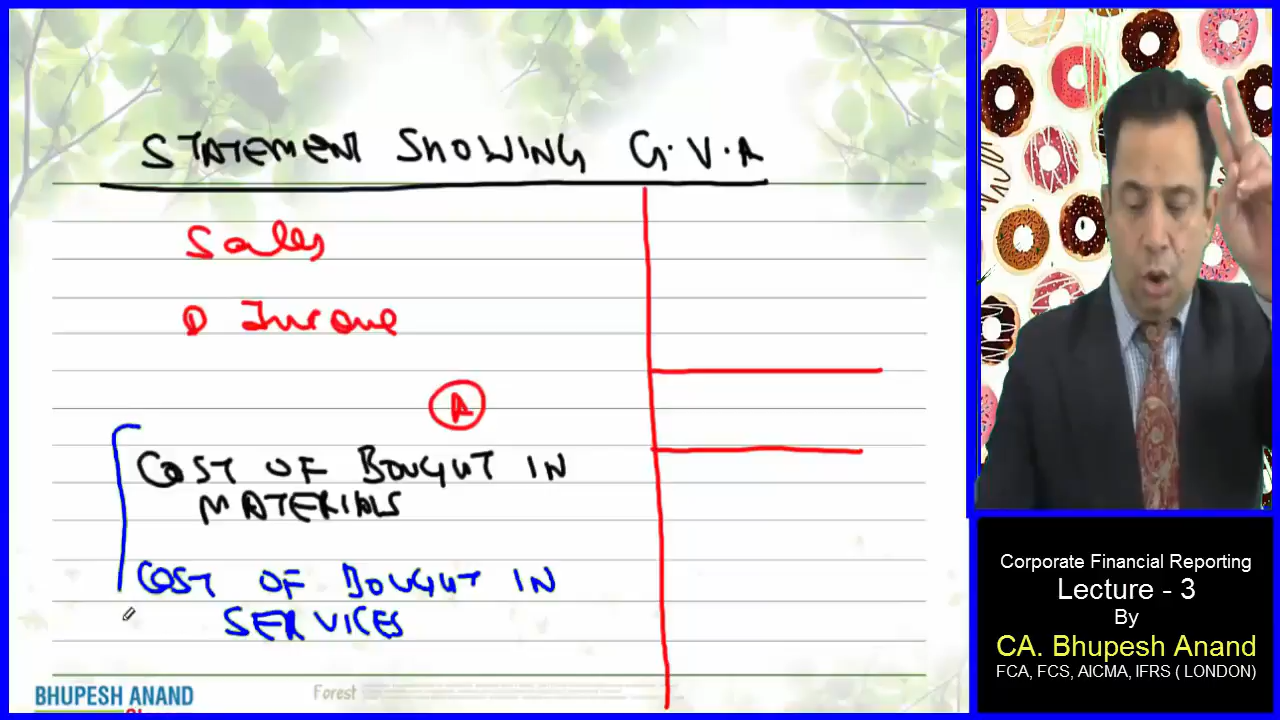 STATEMENT SHOWING G.V.A
Sales
O Income
A
COST OF BOUGHT IN
MATERIALS
COST OF BOUGHT IN
SERVICES
BHUPESH ANAND
Forest
Corporate Financial Reporting
Lecture - 3
By
CA. Bhupesh Anand
FCA, FCS, AICMA, IFRS ( LONDON)